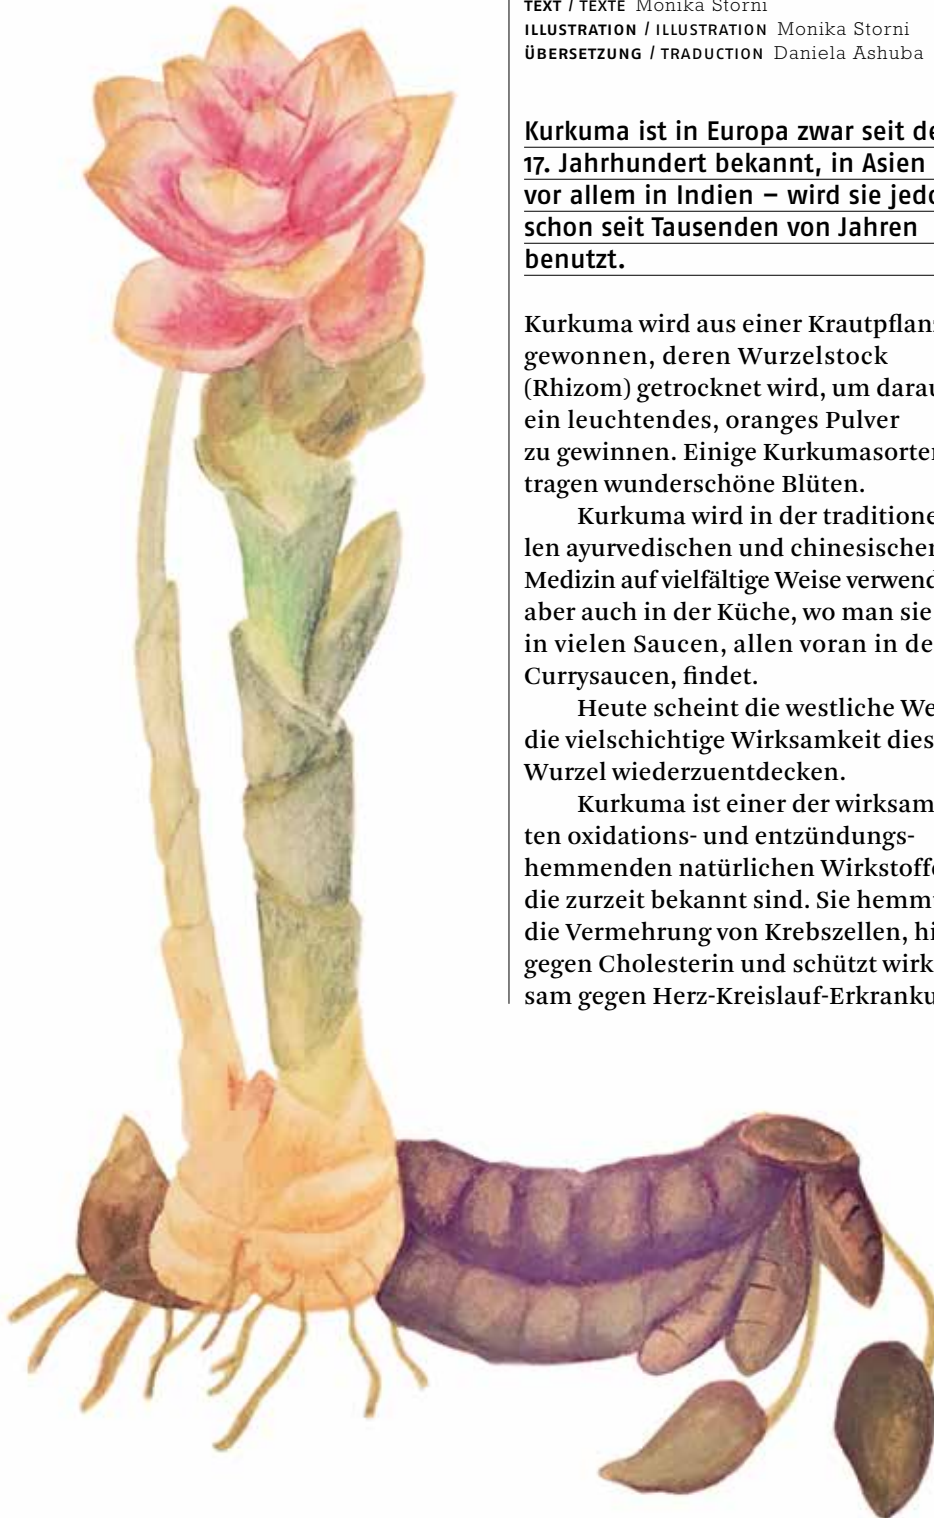 TEXT / TEXTE Monika Storni
ILLUSTRATION / ILLUSTRATION Monika Storni
ÜBERSETZUNG / TRADUCTION Daniela Ashuba
Kurkuma ist in Europa zwar seit de
17. Jahrhundert bekannt, in Asien
vor allem in Indien – wird sie jedo
schon seit Tausenden von Jahren
benutzt.
Kurkuma wird aus einer Krautpflan
gewonnen, deren Wurzelstock
(Rhizom) getrocknet wird, um darau
ein leuchtendes, oranges Pulver
zu gewinnen. Einige Kurkumasorten
tragen wunderschöne Blüten.
Kurkuma wird in der traditione
len ayurvedischen und chinesischen
Medizin auf vielfältige Weise verwend
aber auch in der Küche, wo man sie
in vielen Saucen, allen voran in de
Currysaucen, findet.
Heute scheint die westliche We
die vielschichtige Wirksamkeit dies
Wurzel wiederzuentdecken.
Kurkuma ist einer der wirksam
ten oxidations- und entzündungs-
hemmenden natürlichen Wirkstoffe
die zurzeit bekannt sind. Sie hemmt
die Vermehrung von Krebszellen, hi
gegen Cholesterin und schützt wirk
sam gegen Herz-Kreislauf-Erkranku